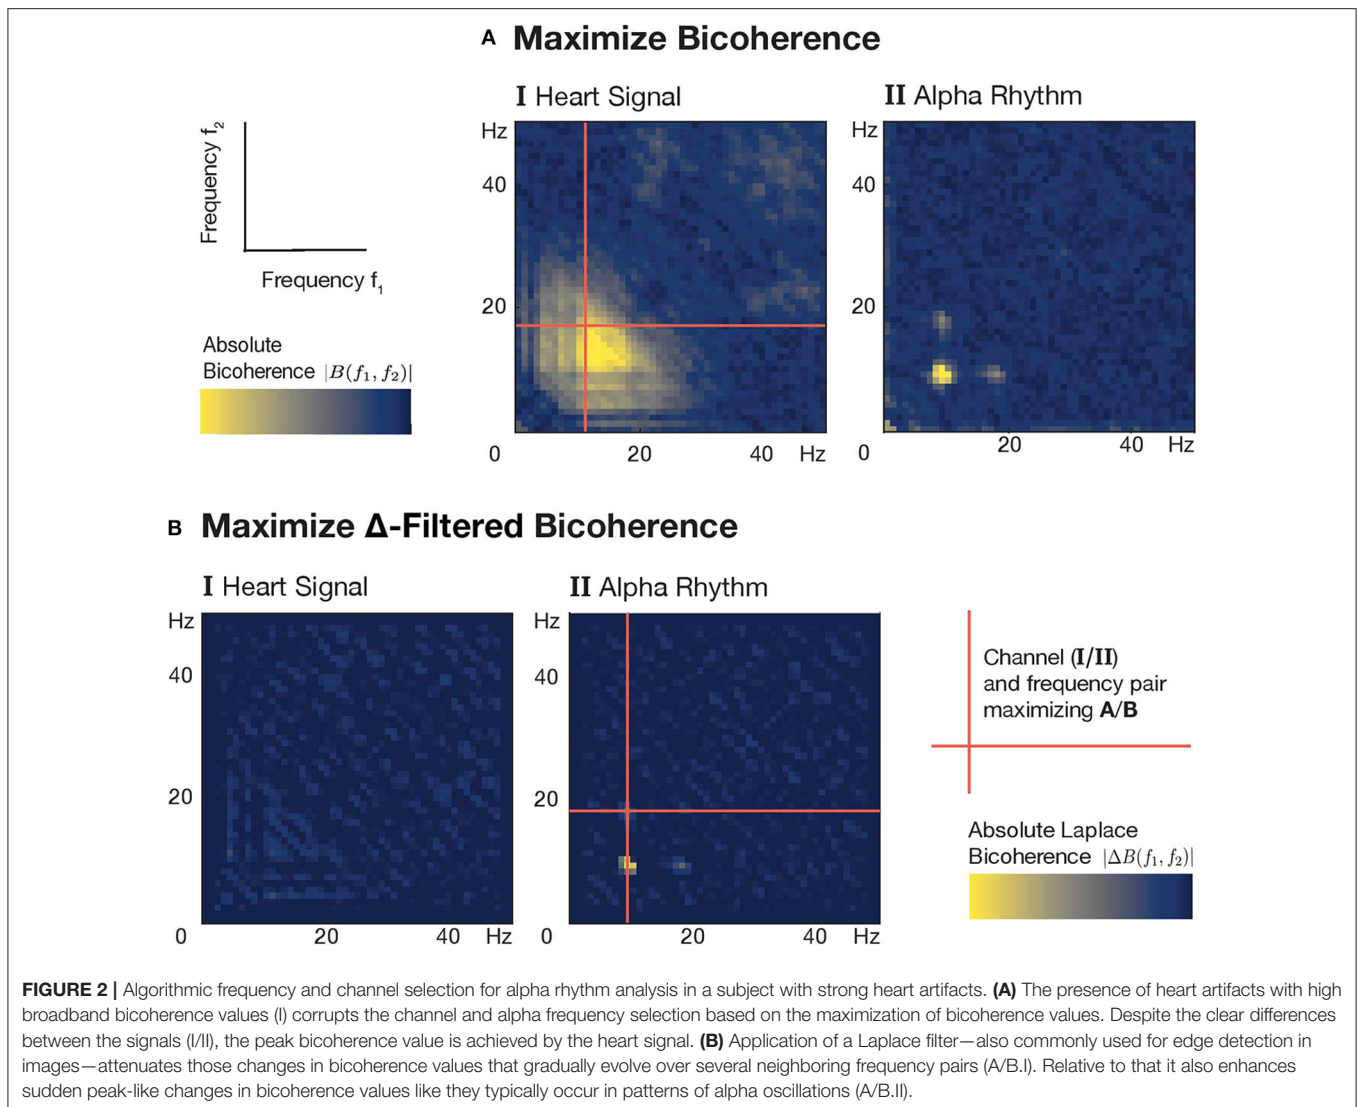 A Maximize Bicoherence
I Heart Signal
II Alpha Rhythm
Frequency f₂
Frequency f₁
Absolute
Bicoherence |B(f₁, f₂)|
Hz
40
20
0
20
40
Hz
Hz
40
20
0
20
40
Hz
B Maximize Δ-Filtered Bicoherence
I Heart Signal
II Alpha Rhythm
Hz
40
20
0
20
40
Hz
Hz
40
20
0
20
40
Hz
Channel (I/II)
and frequency pair
maximizing A/B
Absolute Laplace
Bicoherence |ΔB(f₁, f₂)|
FIGURE 2 | Algorithmic frequency and channel selection for alpha rhythm analysis in a subject with strong heart artifacts. (A) The presence of heart artifacts with high
broadband bicoherence values (I) corrupts the channel and alpha frequency selection based on the maximization of bicoherence values. Despite the clear differences
between the signals (I/II), the peak bicoherence value is achieved by the heart signal. (B) Application of a Laplace filter—also commonly used for edge detection in
images—attenuates those changes in bicoherence values that gradually evolve over several neighboring frequency pairs (A/B.I). Relative to that it also enhances
sudden peak-like changes in bicoherence values like they typically occur in patterns of alpha oscillations (A/B.II).